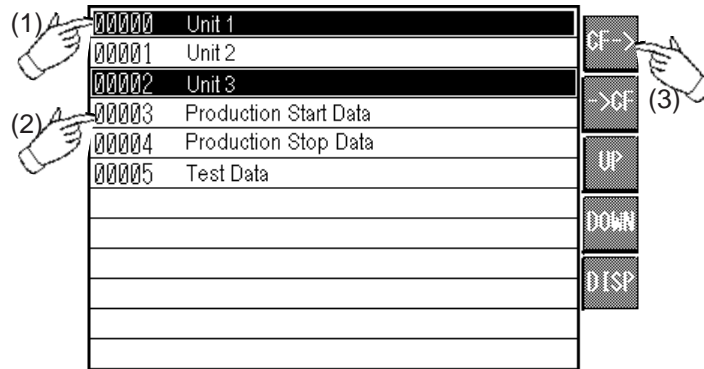 (1)
00000 Unit 1
00001 Unit 2
00002 Unit 3
(2)
00003 Production Start Data
00004 Production Stop Data
00005 Test Data
CF->
(3)
->CF
UP
DOWN
DISP